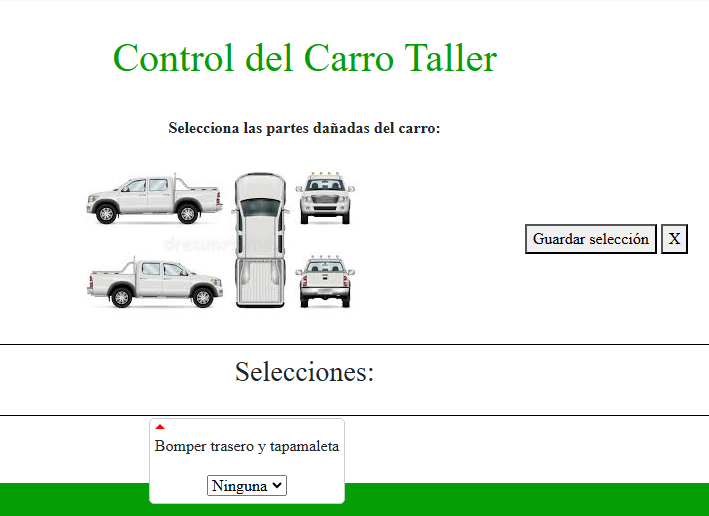 Control del Carro Taller
Selecciona las partes dañadas del carro:
Guardar selección
X
Selecciones:
Bomper trasero y tapamaleta
Ninguna